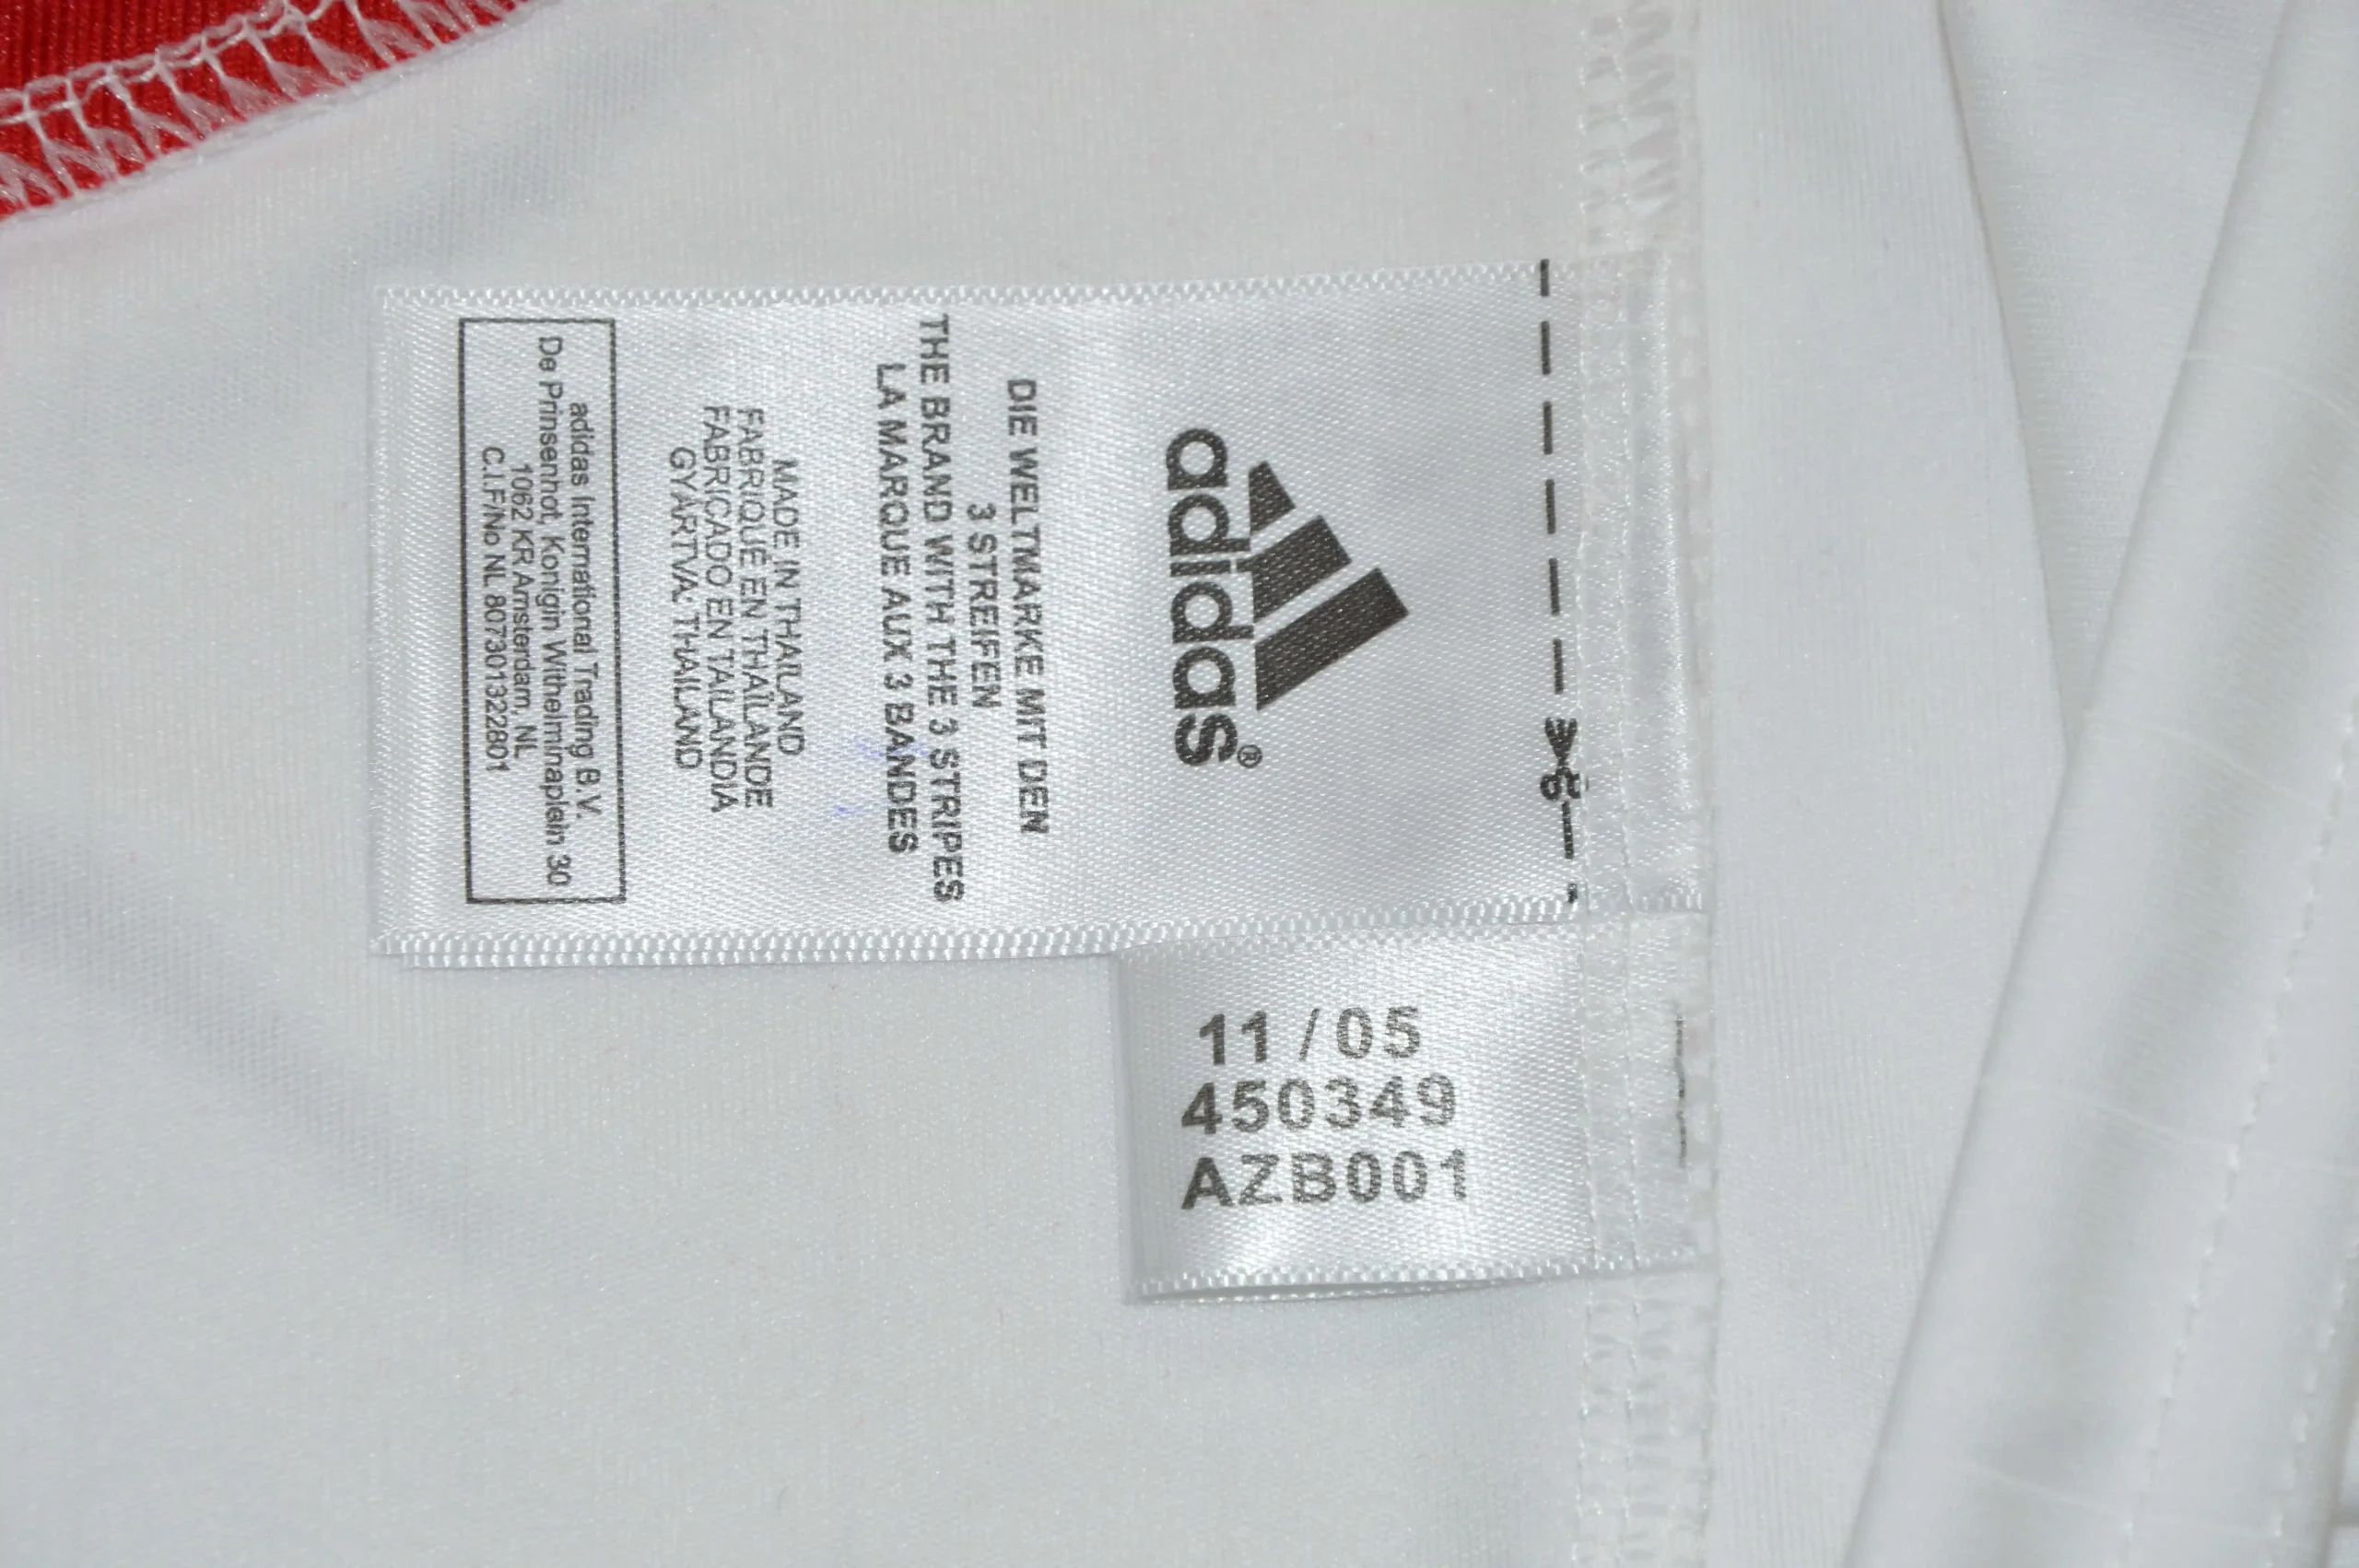 adidas®
DIE WELTMARKE MIT DEN
3 STREIFEN
THE BRAND WITH THE 3 STRIPES
LA MARQUE AUX 3 BANDES
MADE IN THAILAND
FABRIQUÉ EN THAÏLANDE
FABRICADO EN TAILANDIA
GYÁRTVA: THAILAND
adidas International Trading B.V.
De Prinsenhot, Konigin Withelminaplein 30
1062 KR Amsterdam, NL
C.I.F/No NL 807301322801
11/05
450349
AZB001